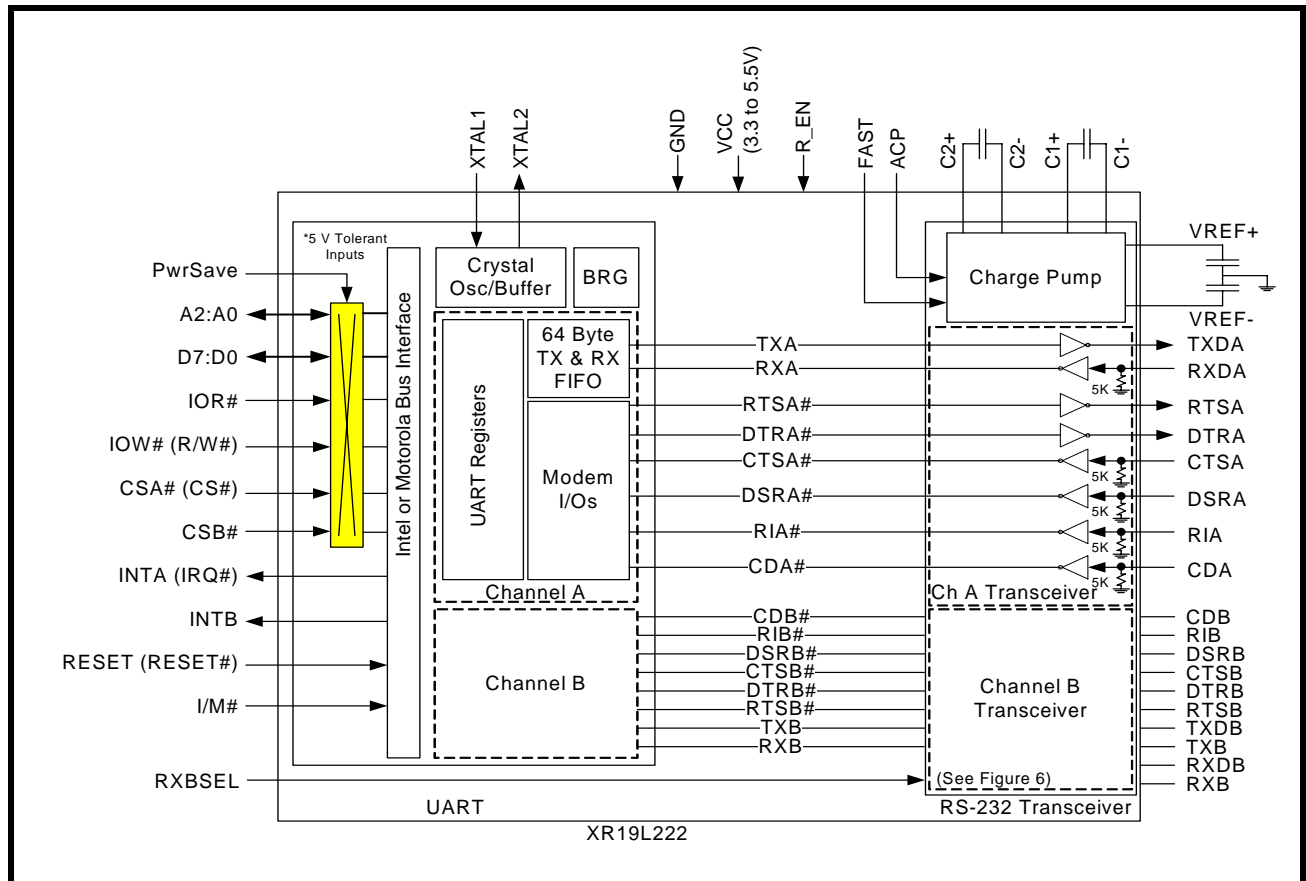 XTAL1
XTAL2
GND
VCC
(3.3 to 5.5V)
R_EN
FAST
ACP
C2+
C2-
C1+
C1-
*5 V Tolerant
Inputs
PwrSave
A2:A0
D7:D0
IOR#
IOW# (R/W#)
CSA# (CS#)
CSB#
INTA (IRQ#)
INTB
RESET (RESET#)
I/M#
RXBSEL
Intel or Motorola Bus Interface
Crystal
Osc/Buffer
BRG
UART Registers
64 Byte
TX & RX
FIFO
Modem
I/Os
Channel A
Channel B
TXA
RXA
RTSA#
DTRA#
CTSA#
DSRA#
RIA#
CDA#
CDB#
RIB#
DSRB#
CTSB#
DTRB#
RTSB#
TXB
RXB
Charge Pump
5K
5K
5K
5K
5K
Ch A Transceiver
Channel B
Transceiver
(See Figure 6)
VREF+
VREF-
TXDA
RXDA
RTSA
DTRA
CTSA
DSRA
RIA
CDA
CDB
RIB
DSRB
CTSB
DTRB
RTSB
TXDB
TXB
RXDB
RXB
UART
RS-232 Transceiver
XR19L222